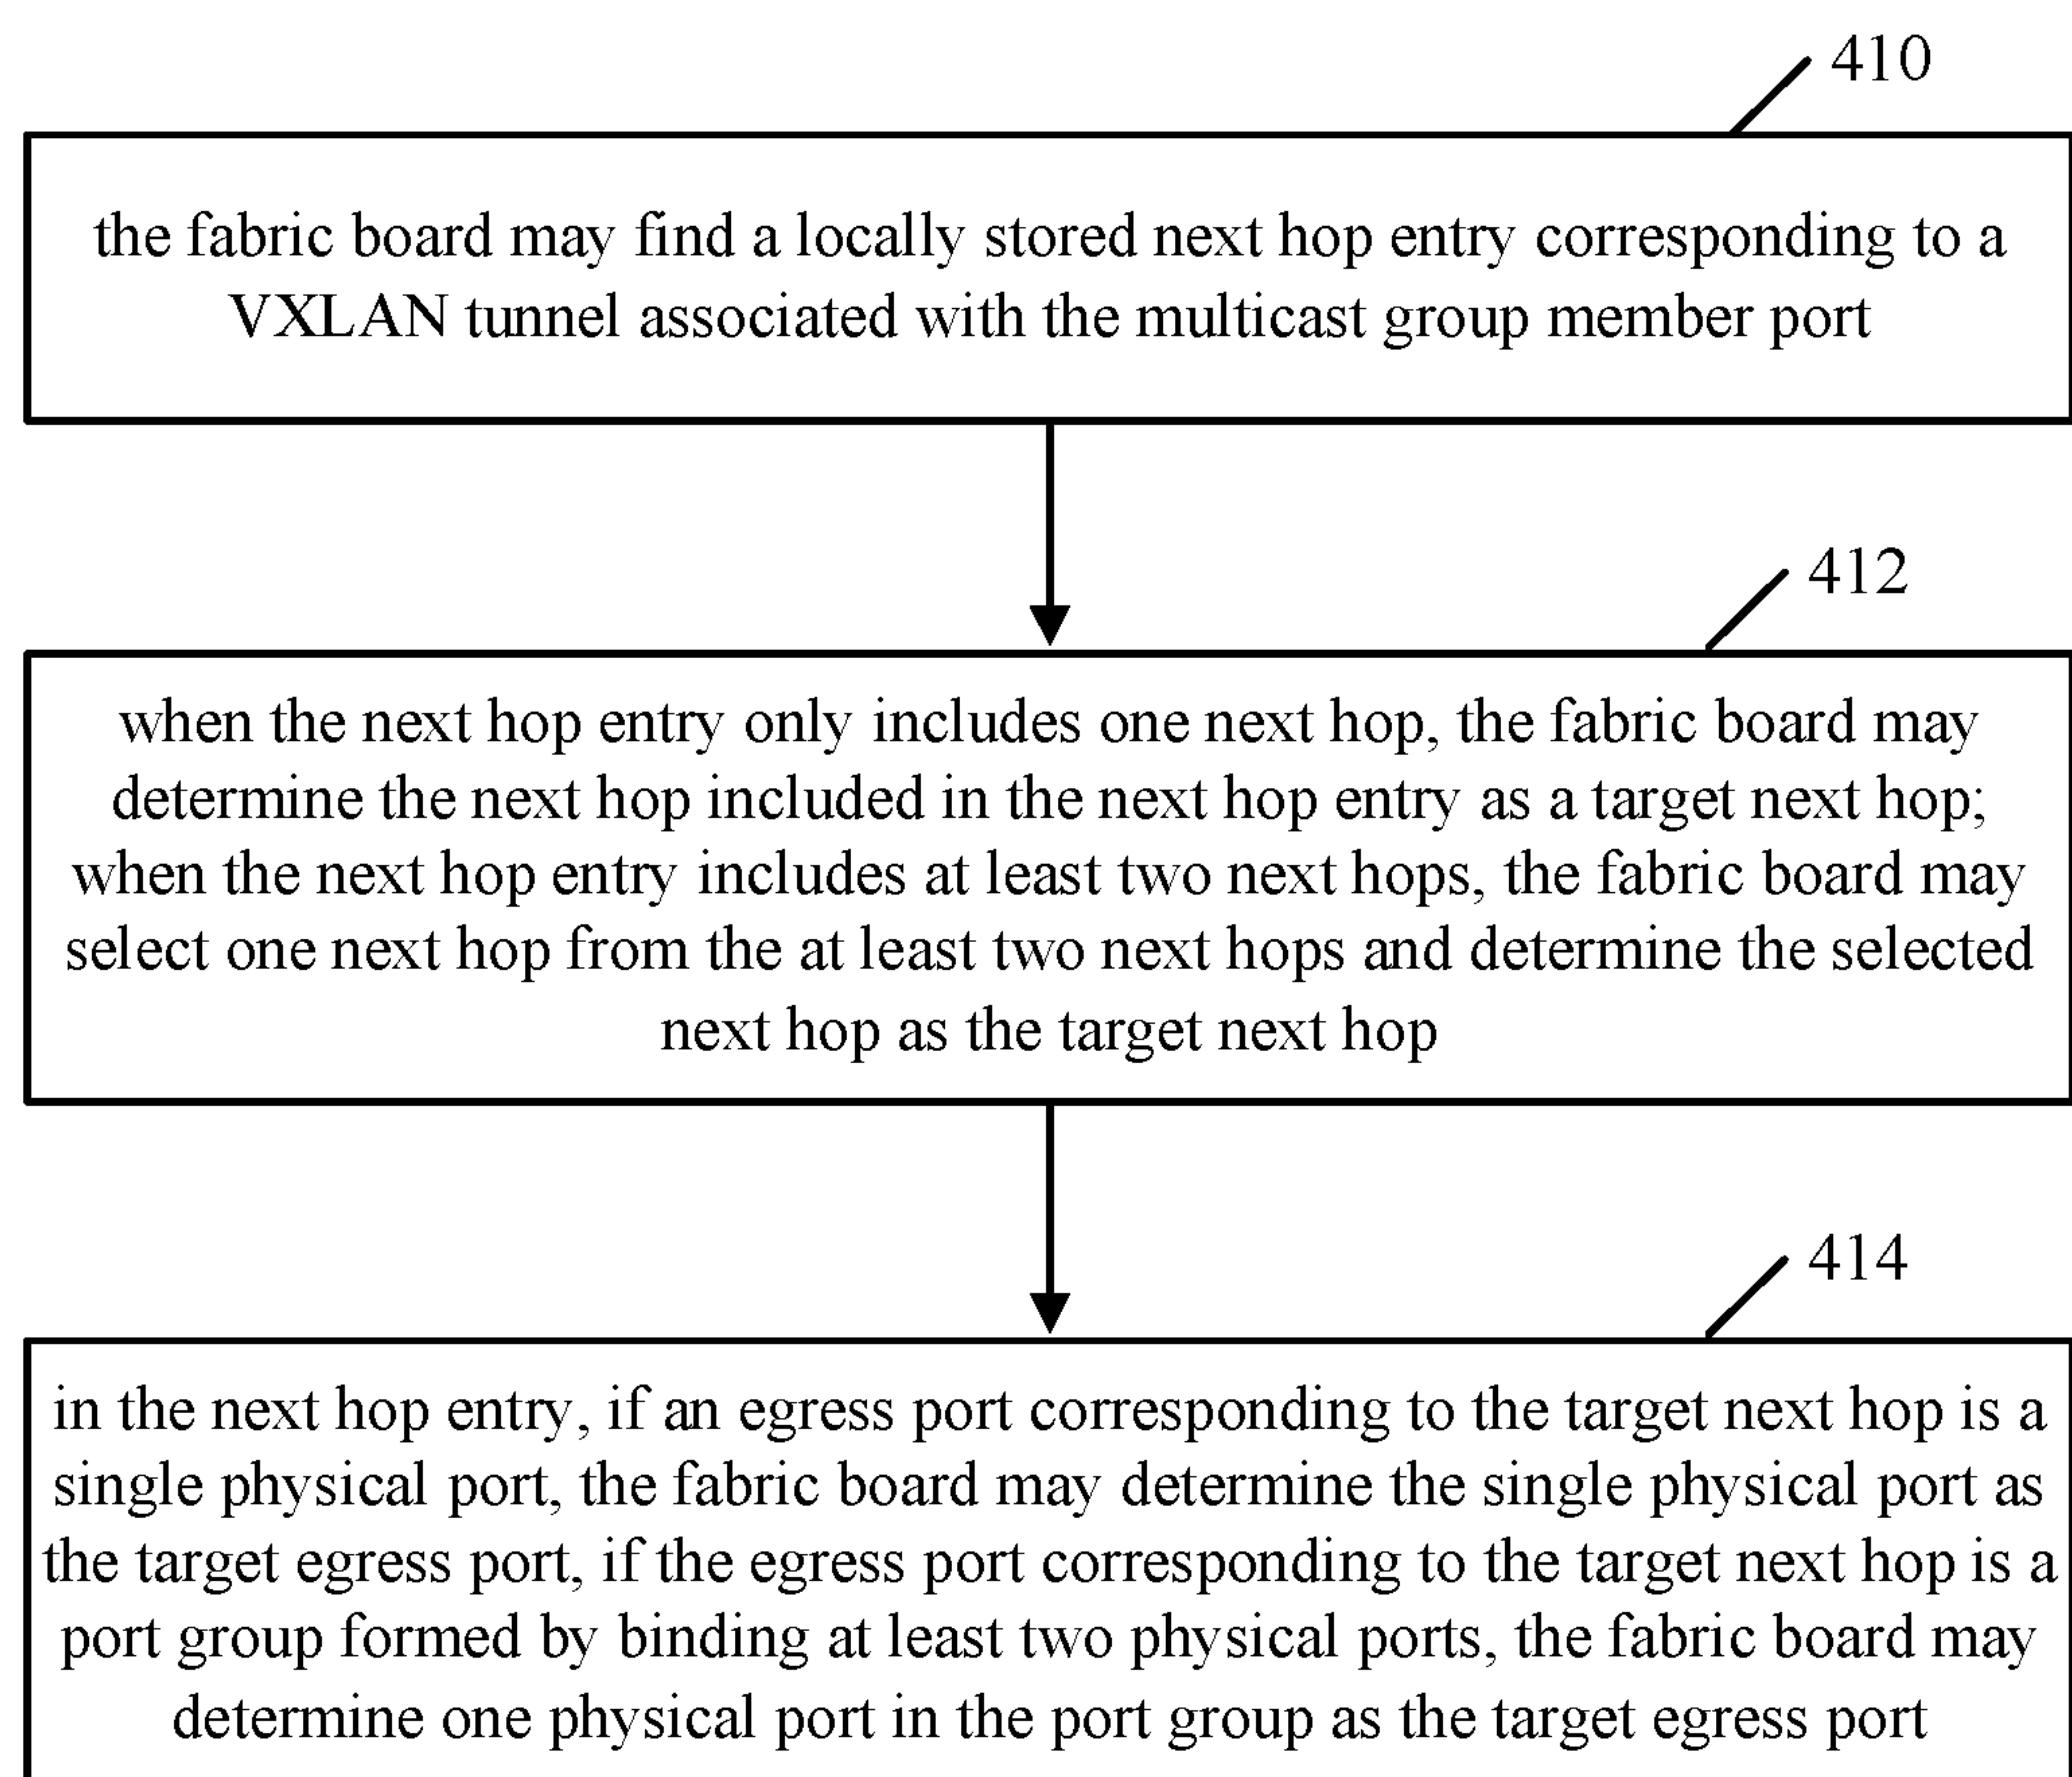 410
the fabric board may find a locally stored next hop entry corresponding to a
VXLAN tunnel associated with the multicast group member port
412
when the next hop entry only includes one next hop, the fabric board may
determine the next hop included in the next hop entry as a target next hop;
when the next hop entry includes at least two next hops, the fabric board may
select one next hop from the at least two next hops and determine the selected
next hop as the target next hop
414
in the next hop entry, if an egress port corresponding to the target next hop is a
single physical port, the fabric board may determine the single physical port as
the target egress port, if the egress port corresponding to the target next hop is a
port group formed by binding at least two physical ports, the fabric board may
determine one physical port in the port group as the target egress port